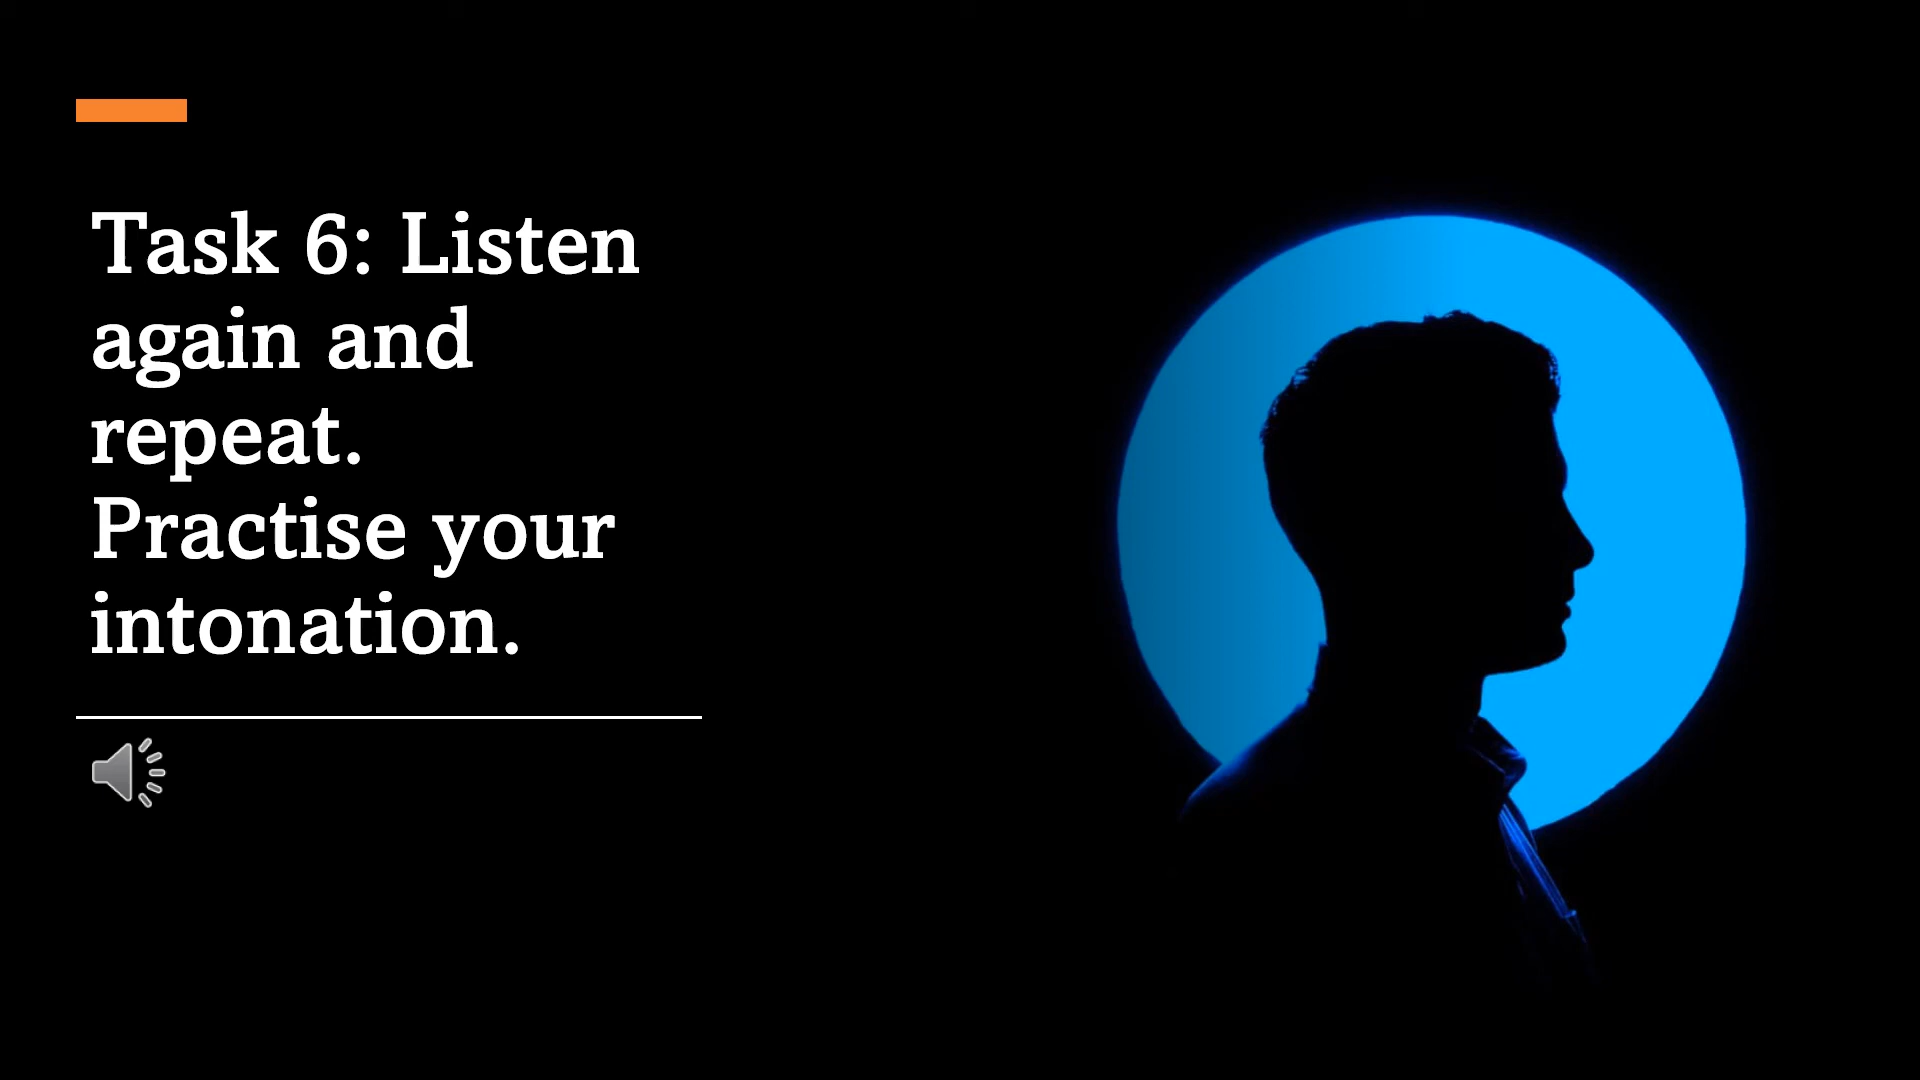 Task 6: Listen
again and
repeat.
Practise your
intonation.